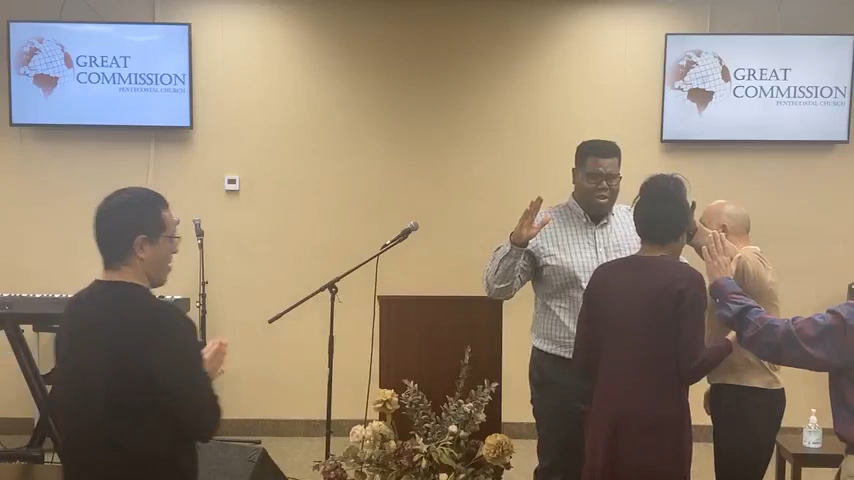 GREAT
COMMISSION
PENTECOSTAL CHURCH
GREAT
COMMISSION
PENTECOSTAL CHURCH